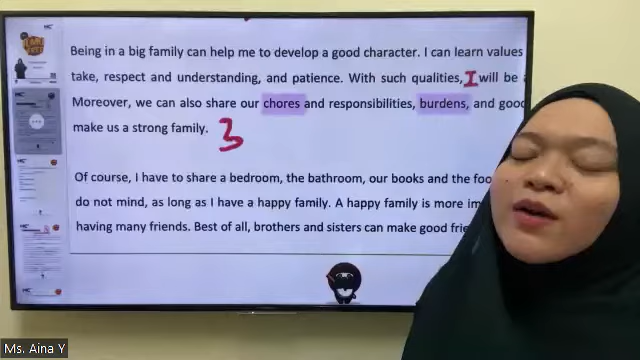 Being in a big family can help me to develop a good character. I can learn values
take, respect and understanding, and patience. With such qualities, I will be
Moreover, we can also share our chores and responsibilities, burdens, and good
make us a strong family. 3
Of course, I have to share a bedroom, the bathroom, our books and the foo
do not mind, as long as I have a happy family. A happy family is more im
having many friends. Best of all, brothers and sisters can make good frie
Ms. Aina Y